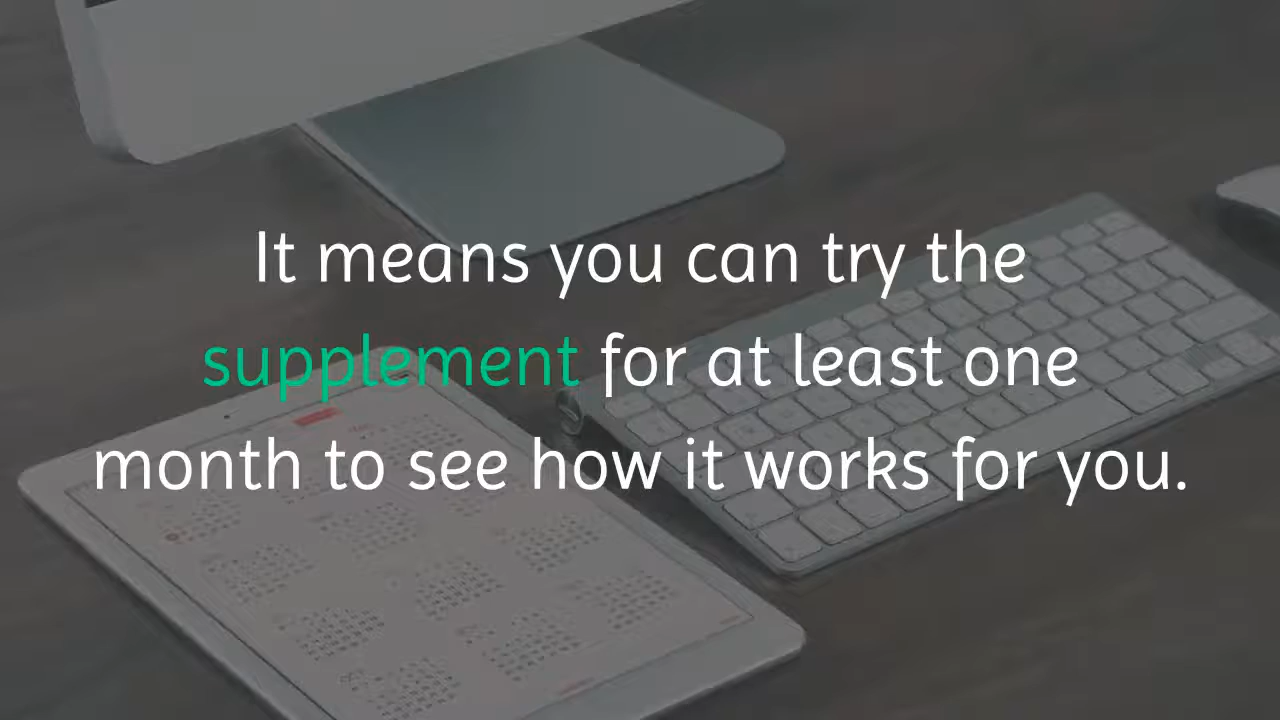 It means you can try the
supplement for at least one
month to see how it works for you.